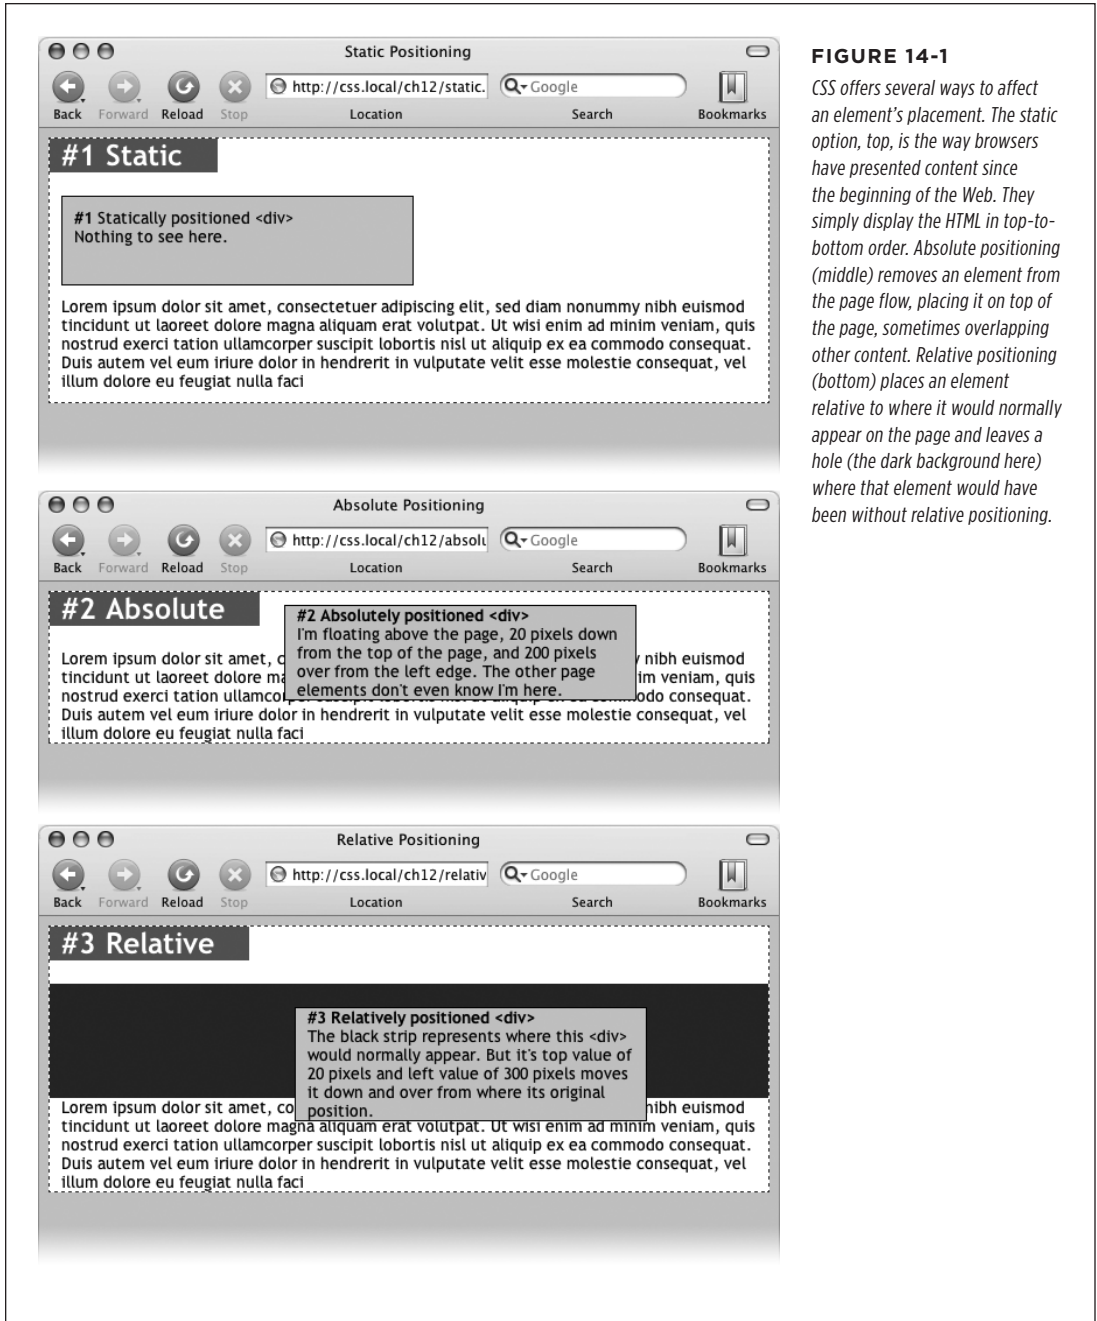 Static Positioning
http://css.local/ch12/static.
Google
Back
Forward
Reload
Stop
Location
Search
Bookmarks
#1 Static
#1 Statically positioned <div>
Nothing to see here.
Lorem ipsum dolor sit amet, consectetuer adipiscing elit, sed diam nonummy nibh euismod
tincidunt ut laoreet dolore magna aliquam erat volutpat. Ut wisi enim ad minim veniam, quis
nostrud exerci tation ullamcorper suscipit lobortis nisl ut aliquip ex ea commodo consequat.
Duis autem vel eum iriure dolor in hendrerit in vulputate velit esse molestie consequat, vel
illum dolore eu feugiat nulla faci
Absolute Positioning
http://css.local/ch12/absolu
Google
Back
Forward
Reload
Stop
Location
Search
Bookmarks
#2 Absolute
#2 Absolutely positioned <div>
I'm floating above the page, 20 pixels down
from the top of the page, and 200 pixels
over from the left edge. The other page
elements don't even know I'm here.
Lorem ipsum dolor sit amet, c nibh euismod
tincidunt ut laoreet dolore ma im veniam, quis
nostrud exerci tation ullamcorper suscipit lobortis nisl ut aliquip ex ea commodo consequat.
Duis autem vel eum iriure dolor in hendrerit in vulputate velit esse molestie consequat, vel
illum dolore eu feugiat nulla faci
Relative Positioning
http://css.local/ch12/relativ
Google
Back
Forward
Reload
Stop
Location
Search
Bookmarks
#3 Relative
#3 Relatively positioned <div>
The black strip represents where this <div>
would normally appear. But it's top value of
20 pixels and left value of 300 pixels moves
it down and over from where its original
position.
Lorem ipsum dolor sit amet, co nibh euismod
tincidunt ut laoreet dolore magna aliquam erat volutpat. Ut wisi enim ad minim veniam, quis
nostrud exerci tation ullamcorper suscipit lobortis nisl ut aliquip ex ea commodo consequat.
Duis autem vel eum iriure dolor in hendrerit in vulputate velit esse molestie consequat, vel
illum dolore eu feugiat nulla faci
FIGURE 14-1
CSS offers several ways to affect
an element's placement. The static
option, top, is the way browsers
have presented content since
the beginning of the Web. They
simply display the HTML in top-to-
bottom order. Absolute positioning
(middle) removes an element from
the page flow, placing it on top of
the page, sometimes overlapping
other content. Relative positioning
(bottom) places an element
relative to where it would normally
appear on the page and leaves a
hole (the dark background here)
where that element would have
been without relative positioning.